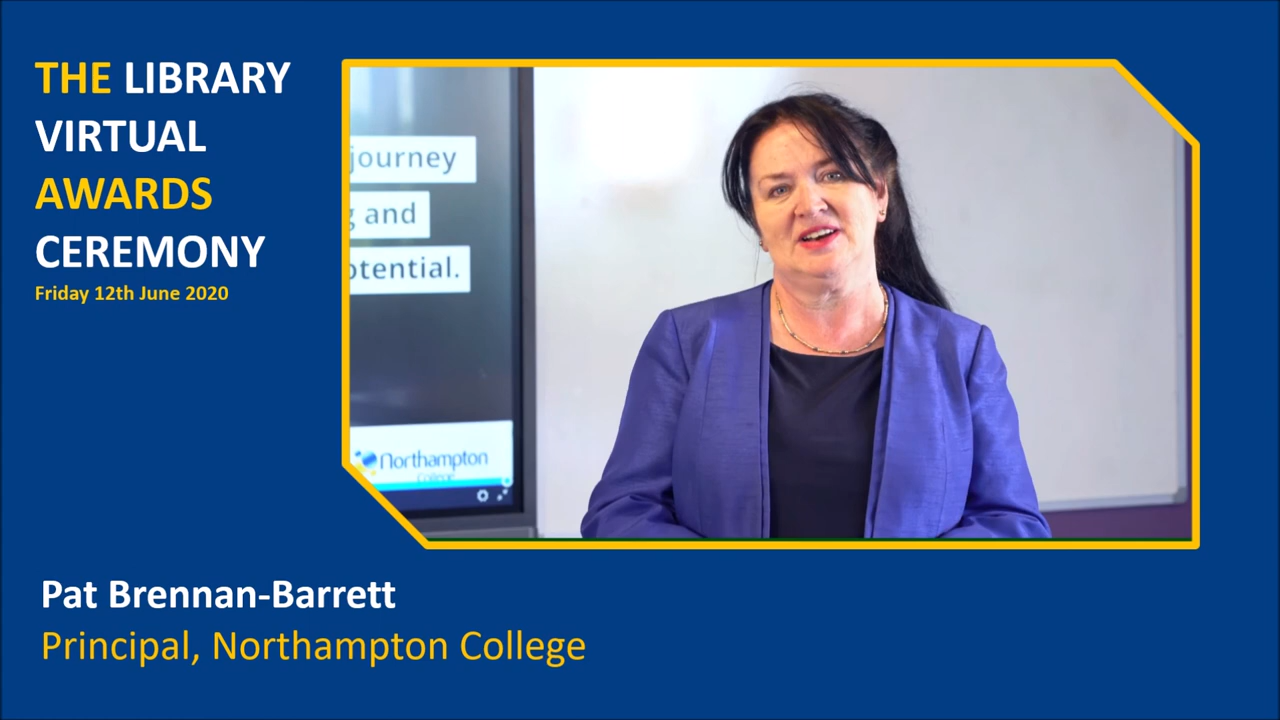 THE LIBRARY
VIRTUAL
AWARDS
CEREMONY
Friday 12th June 2020
journey
and
otential.
Northampton
College
Pat Brennan-Barrett
Principal, Northampton College